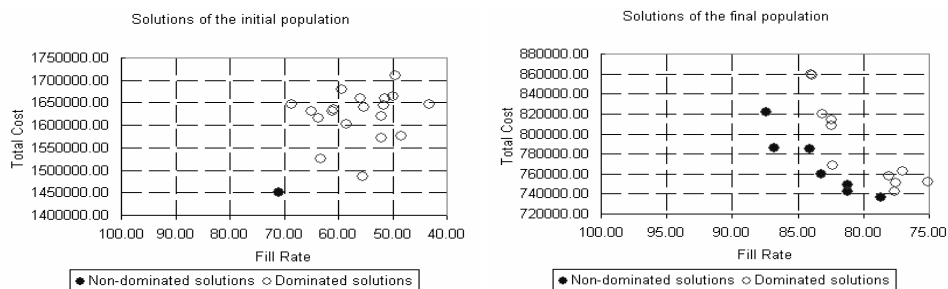 Solutions of the initial population
1750000.00
1700000.00
1650000.00
1600000.00
1550000.00
1500000.00
1450000.00
1400000.00
Total Cost
100.00 90.00 80.00 70.00 60.00 50.00 40.00
Fill Rate
Non-dominated solutions Dominated solutions
Solutions of the final population
880000.00
860000.00
840000.00
820000.00
800000.00
780000.00
760000.00
740000.00
720000.00
Total Cost
100.00 95.00 90.00 85.00 80.00 75.00
Fill Rate
Non-dominated solutions Dominated solutions